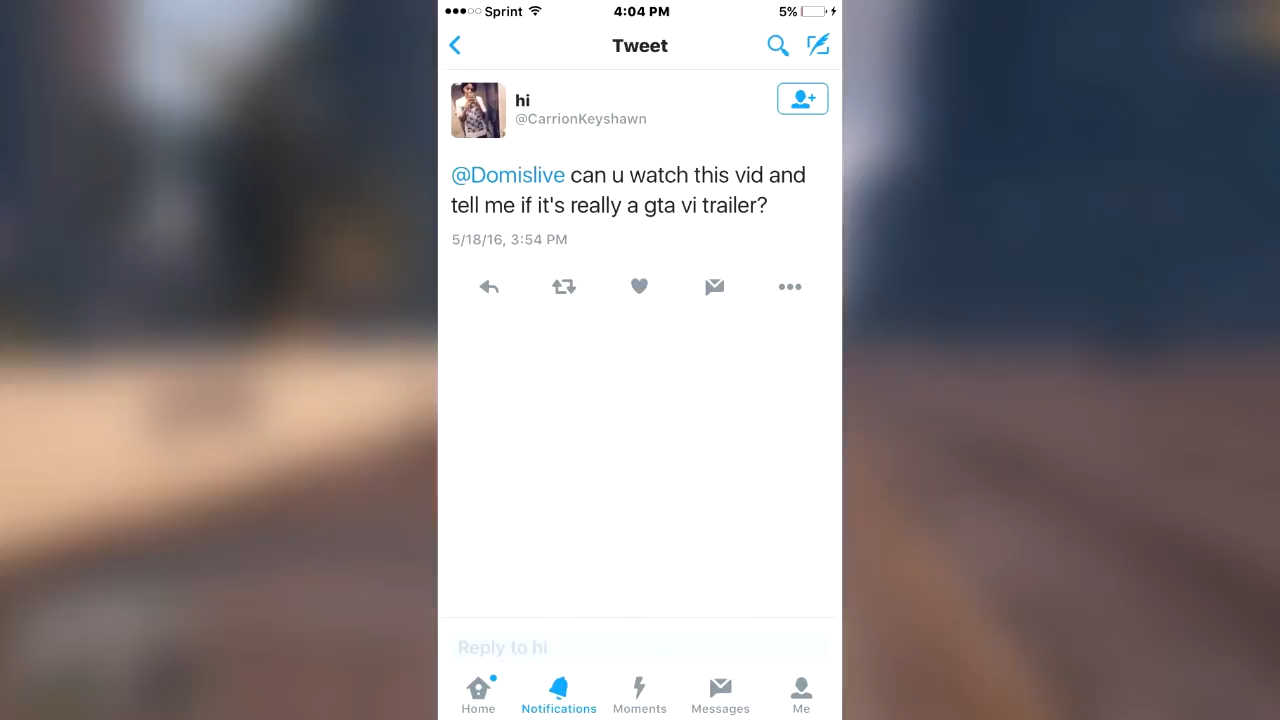 Sprint 4:04 PM 5%
Tweet
hi
@CarrionKeyshawn
@Domislive can u watch this vid and
tell me if it's really a gta vi trailer?
5/18/16, 3:54 PM
Reply to hi
Home Notifications Moments Messages Me